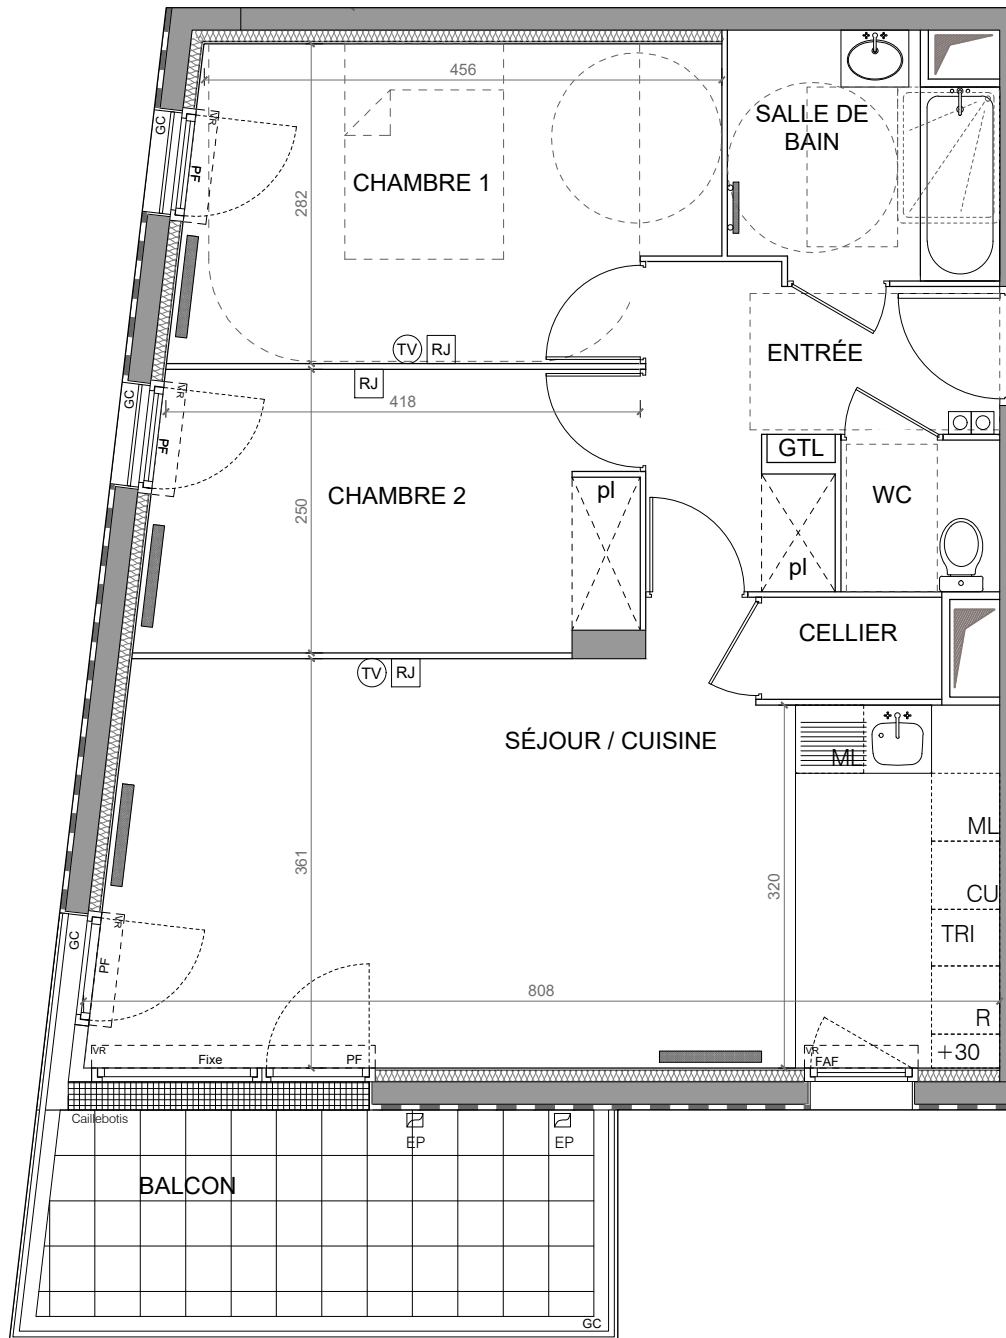 456
SALLE DE
BAIN
GC
VR
PF
CHAMBRE 1
282
TV
RJ
ENTRÉE
RJ
GC
VR
PF
418
GTL
CHAMBRE 2
250
pl
WC
pl
CELLIER
TV
RJ
SÉJOUR / CUISINE
ML
ML
361
320
CU
GC
VR
PF
TRI
808
R
VR
Fixe
PF
VR
FAF
+30
Caillebotis
EP
EP
BALCON
GC